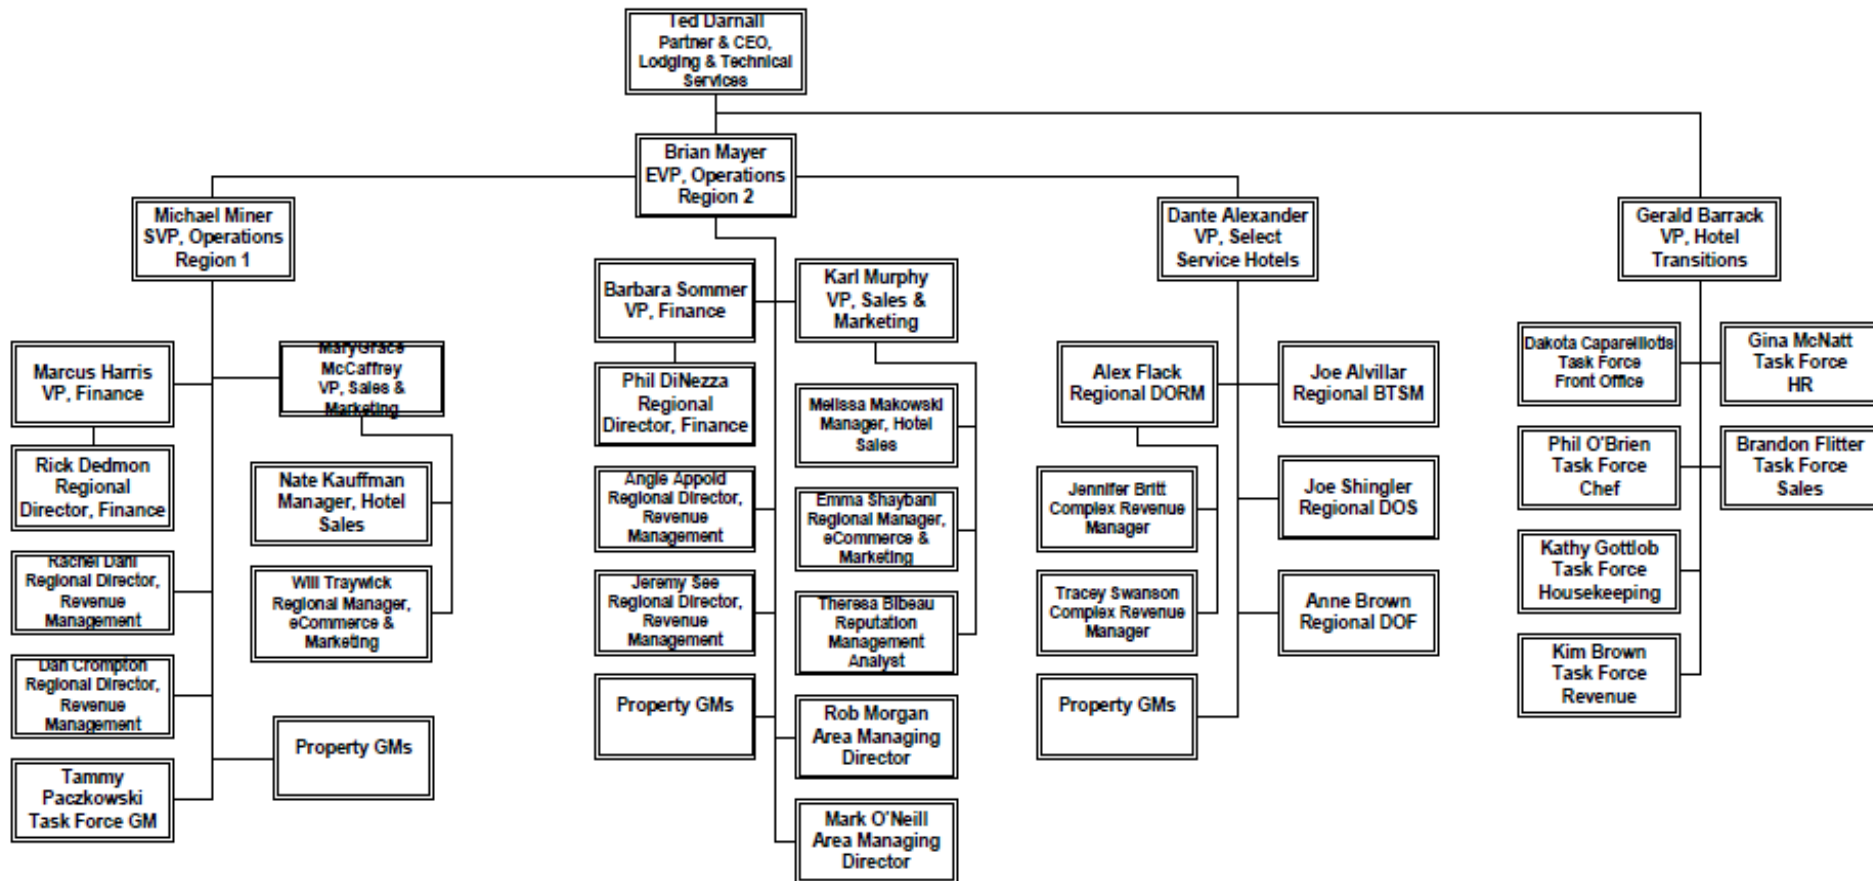 Ted Darnall
Partner & CEO,
Lodging & Technical
Services
Brian Mayer
EVP, Operations
Region 2
Michael Miner
SVP, Operations
Region 1
Dante Alexander
VP, Select
Service Hotels
Gerald Barrack
VP, Hotel
Transitions
Marcus Harris
VP, Finance
MaryGrace
McCaffrey
VP, Sales &
Marketing
Rick Dedmon
Regional
Director, Finance
Nate Kauffman
Manager, Hotel
Sales
Rachel Dahl
Regional Director,
Revenue
Management
Will Traywick
Regional Manager,
eCommerce &
Marketing
Dan Crompton
Regional Director,
Revenue
Management
Property GMs
Tammy
Paczkowski
Task Force GM
Barbara Sommer
VP, Finance
Karl Murphy
VP, Sales &
Marketing
Phil DiNezza
Regional
Director, Finance
Melissa Makowski
Manager, Hotel
Sales
Angie Appold
Regional Director,
Revenue
Management
Emma Shaybani
Regional Manager,
eCommerce &
Marketing
Jeremy See
Regional Director,
Revenue
Management
Theresa Bibeau
Reputation
Management
Analyst
Property GMs
Rob Morgan
Area Managing
Director
Mark O'Neill
Area Managing
Director
Alex Flack
Regional DORM
Joe Alvillar
Regional BTSM
Jennifer Britt
Complex Revenue
Manager
Joe Shingler
Regional DOS
Tracey Swanson
Complex Revenue
Manager
Anne Brown
Regional DOF
Property GMs
Dakota Capareliotis
Task Force
Front Office
Gina McNatt
Task Force
HR
Phil O'Brien
Task Force
Chef
Brandon Flitter
Task Force
Sales
Kathy Gottlob
Task Force
Housekeeping
Kim Brown
Task Force
Revenue